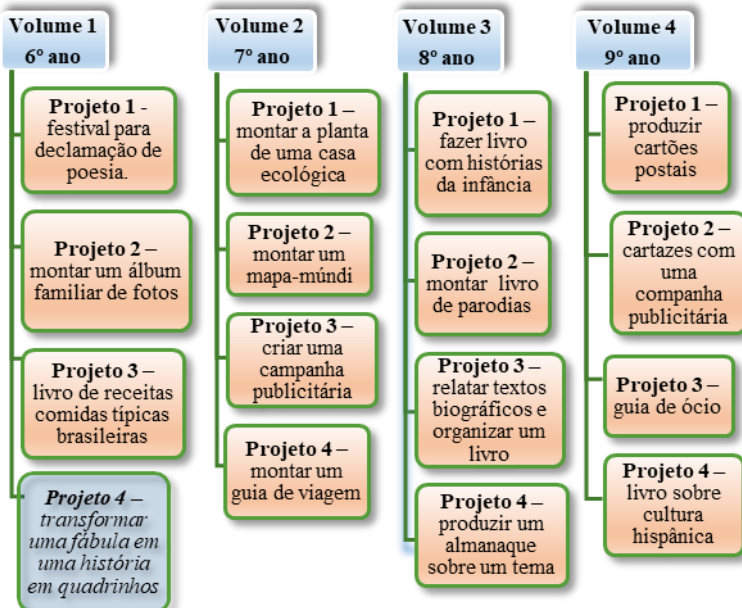 Volume 1
6º ano
Projeto 1 -
festival para
declamação de
poesia.
Projeto 2 –
montar um álbum
familiar de fotos
Projeto 3 –
livro de receitas
comidas típicas
brasileiras
Projeto 4 –
transformar
uma fábula em
uma história
em quadrinhos
Volume 2
7º ano
Projeto 1 –
montar a planta
de uma casa
ecológica
Projeto 2 –
montar um
mapa-múndi
Projeto 3 –
criar uma
campanha
publicitária
Projeto 4 –
montar um
guia de viagem
Volume 3
8º ano
Projeto 1 –
fazer livro
com histórias
da infância
Projeto 2 –
montar livro
de parodias
Projeto 3 –
relatar textos
biográficos e
organizar um
livro
Projeto 4 –
produzir um
almanaque
sobre um tema
Volume 4
9º ano
Projeto 1 –
produzir
cartões
postais
Projeto 2 –
cartazes com
uma
companha
publicitária
Projeto 3 –
guia de ócio
Projeto 4 –
livro sobre
cultura
hispânica